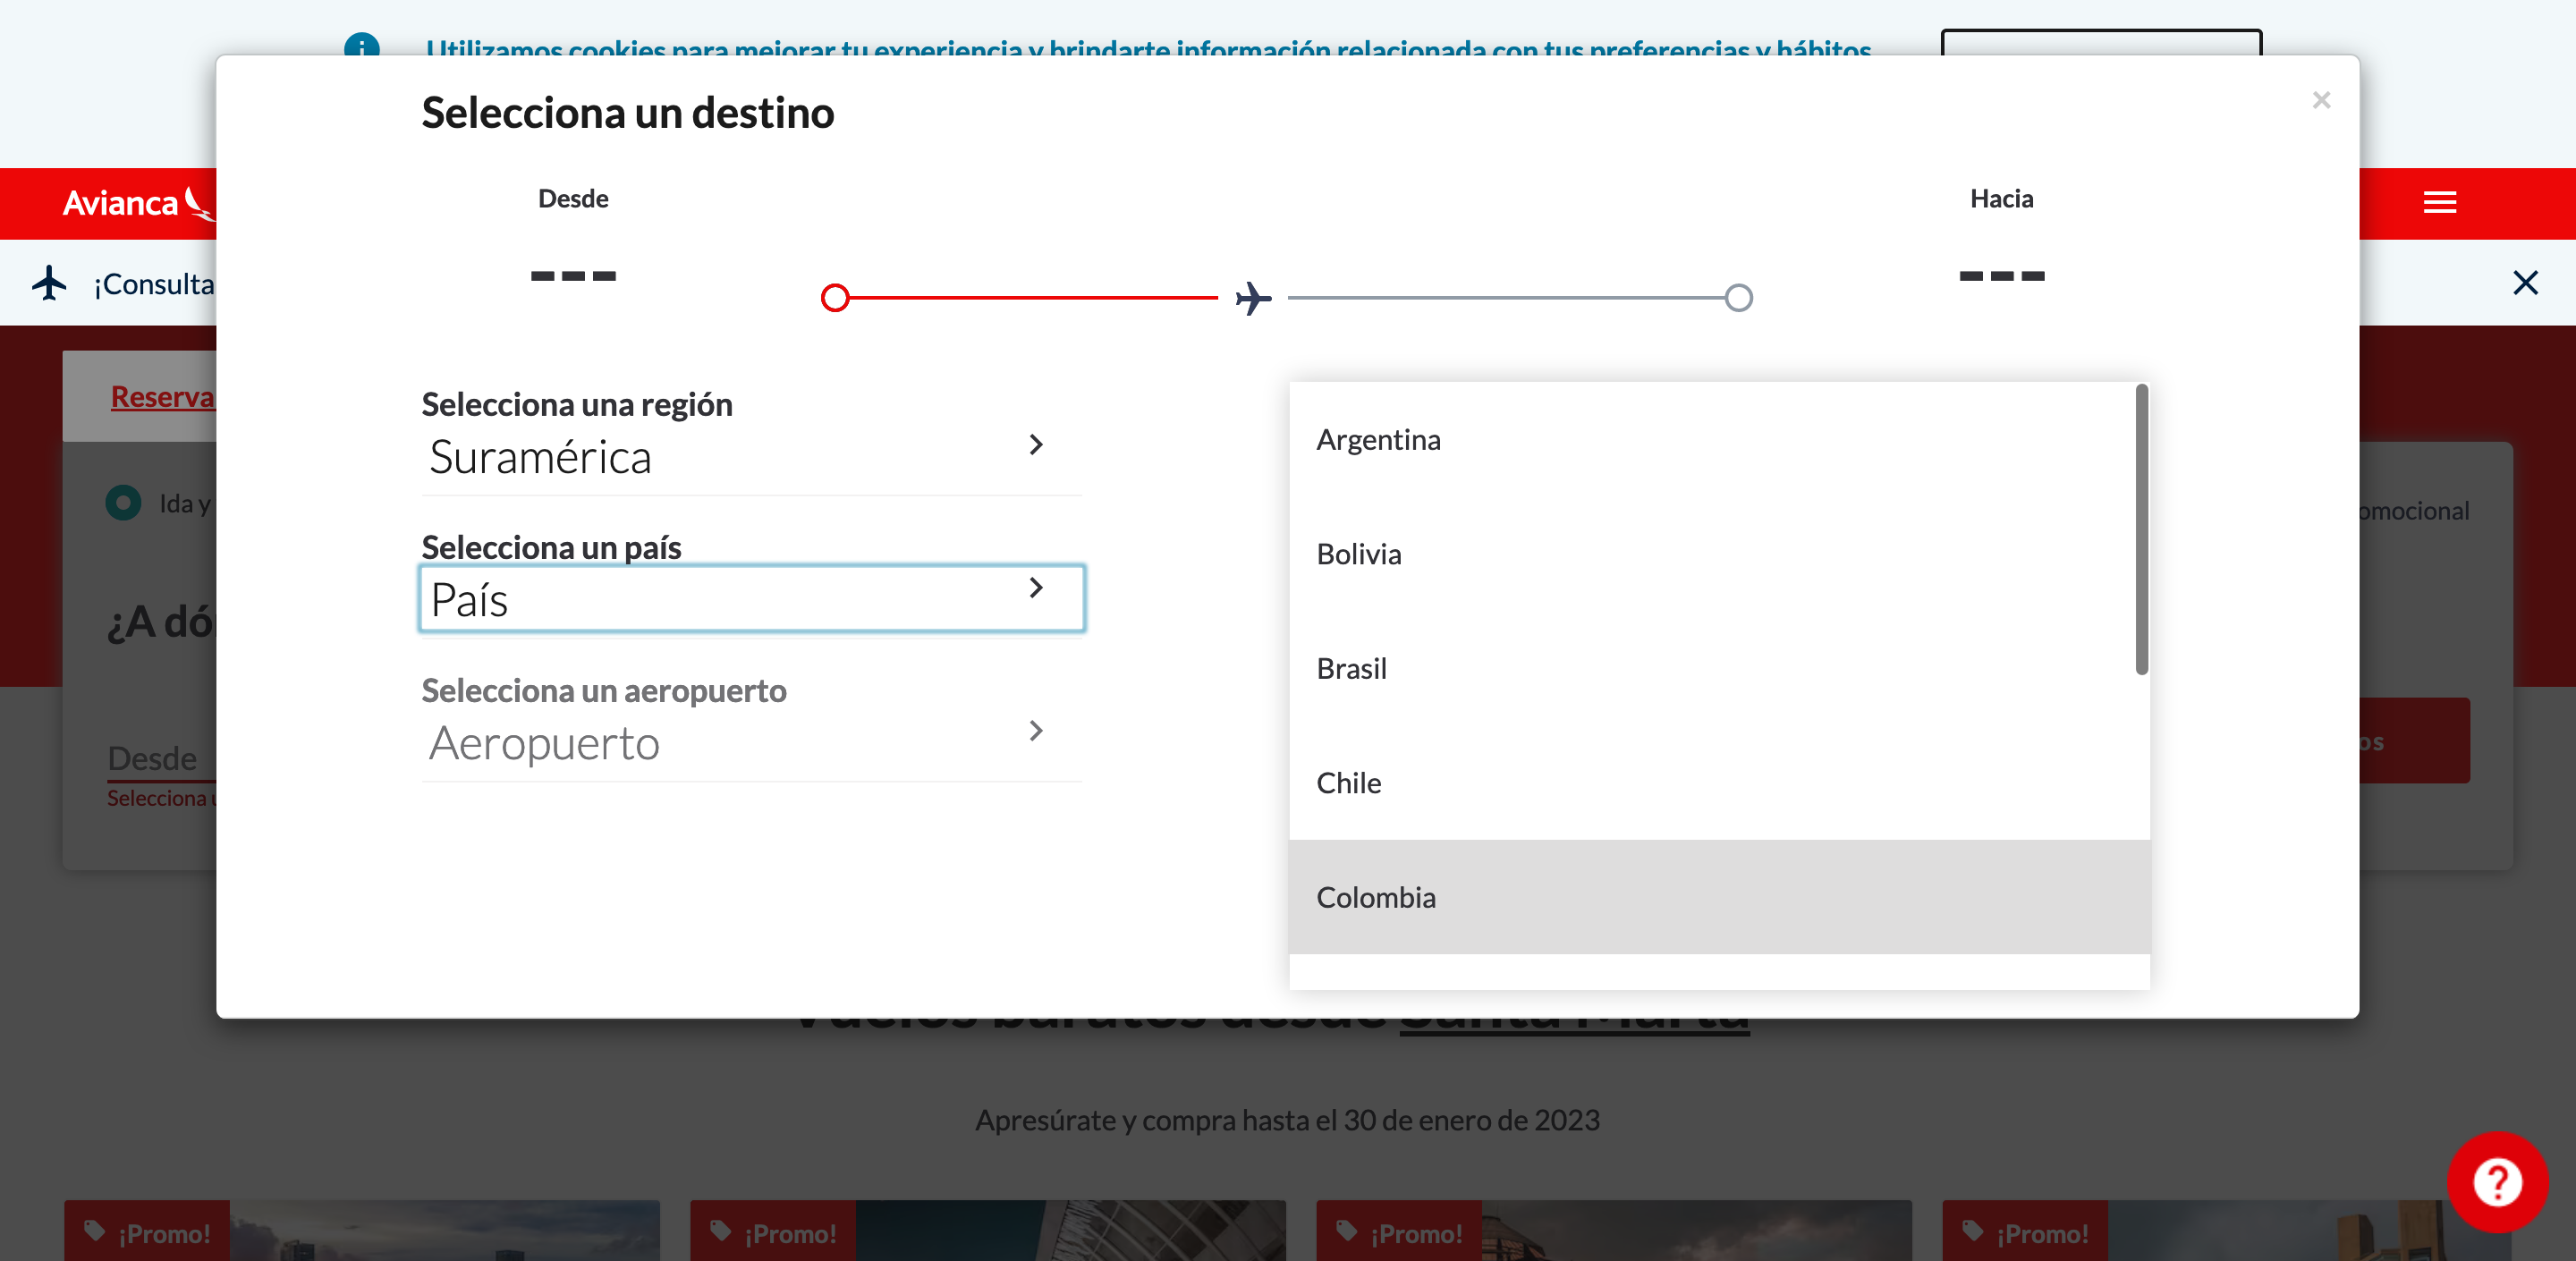 Utilizamos cookies para mejorar tu experiencia y brindarte información relacionada con tus preferencias y hábitos
Selecciona un destino
×
Avianca
Desde
Hacia
---
---
¡Consulta
Reserva
Selecciona una región
Suramérica
Argentina
Ida y
omocional
Selecciona un país
País
Bolivia
¿A dó
Brasil
Selecciona un aeropuerto
Aeropuerto
Desde
Selecciona u
os
Chile
Colombia
Vuelos baratos desde Santa Marta
Apresúrate y compra hasta el 30 de enero de 2023
¡Promo!
¡Promo!
¡Promo!
¡Promo!
?